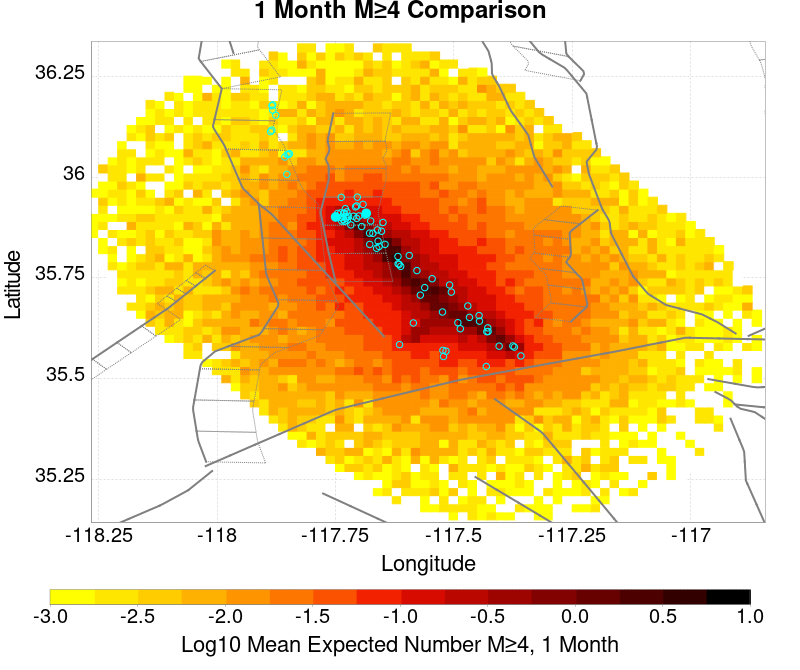 1 Month M≥4 Comparison
36.25
36
35.75
35.5
35.25
Latitude
-118.25 -118 -117.75 -117.5 -117.25 -117
Longitude
-3.0 -2.5 -2.0 -1.5 -1.0 -0.5 0.0 0.5 1.0
Log10 Mean Expected Number M≥4, 1 Month